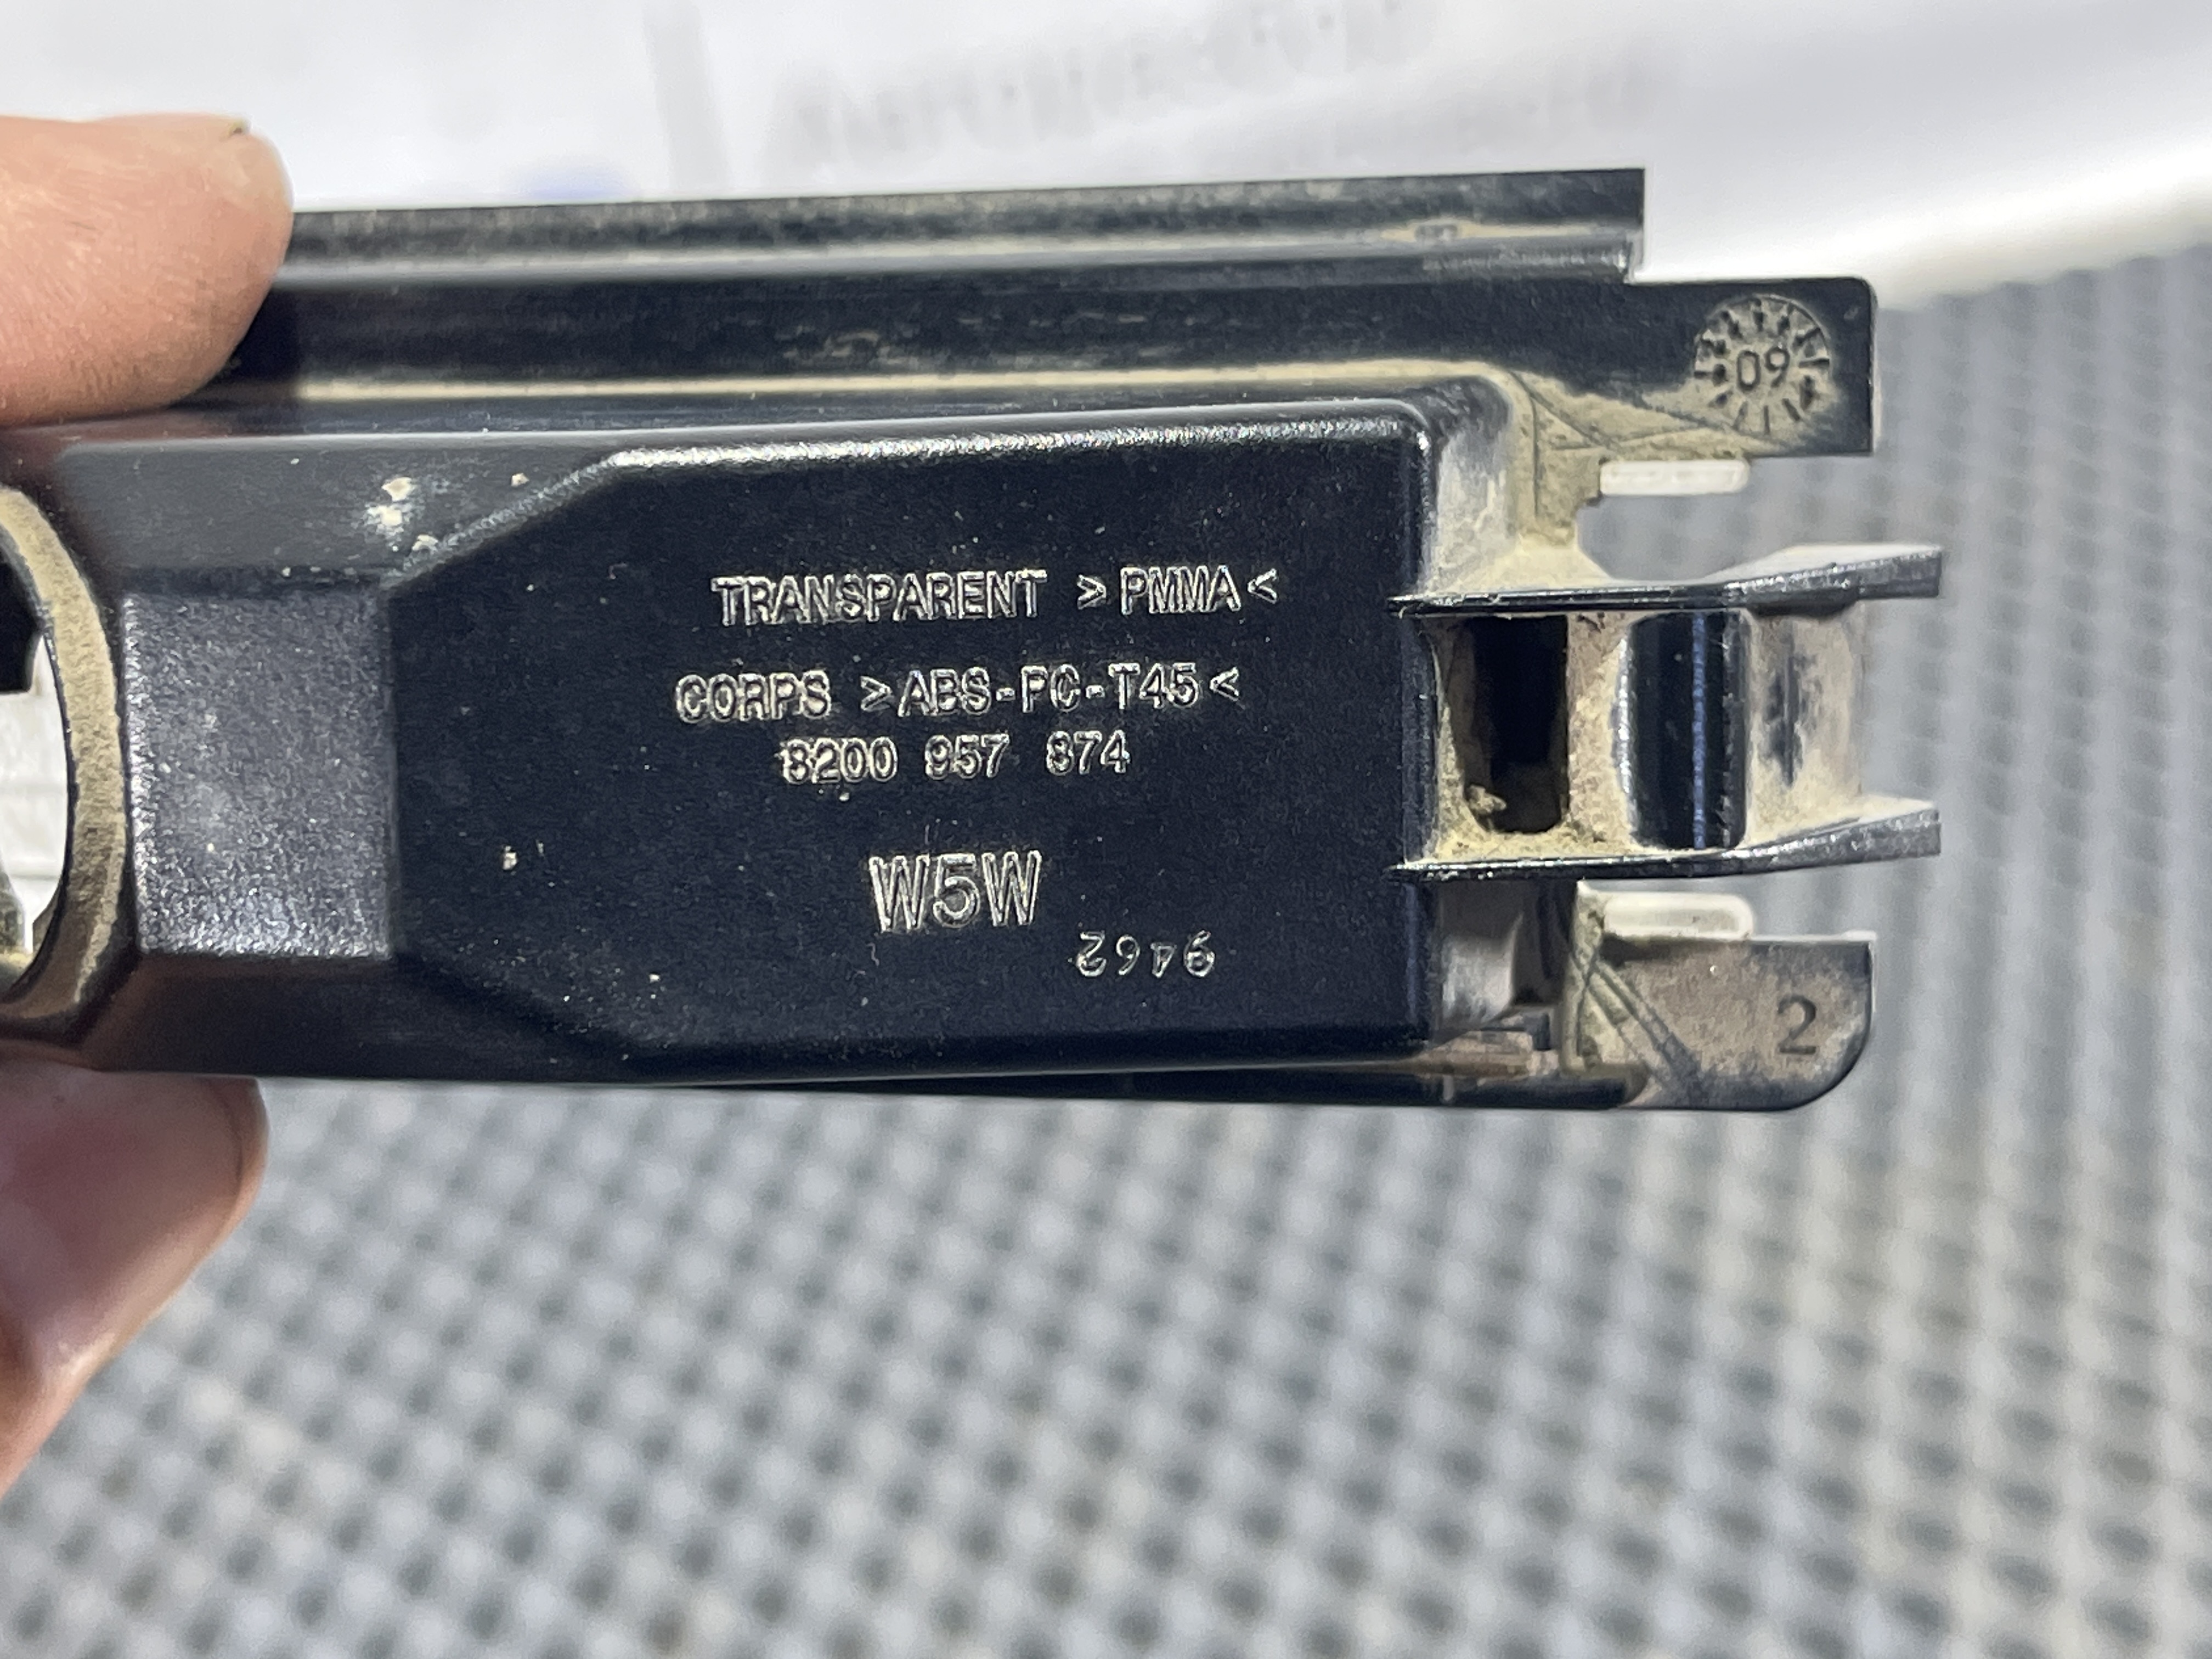 09
TRANSPARENT >PMMA<
CORPS >ABS-PC-T45<
8200 957 874
W5W
9462
2